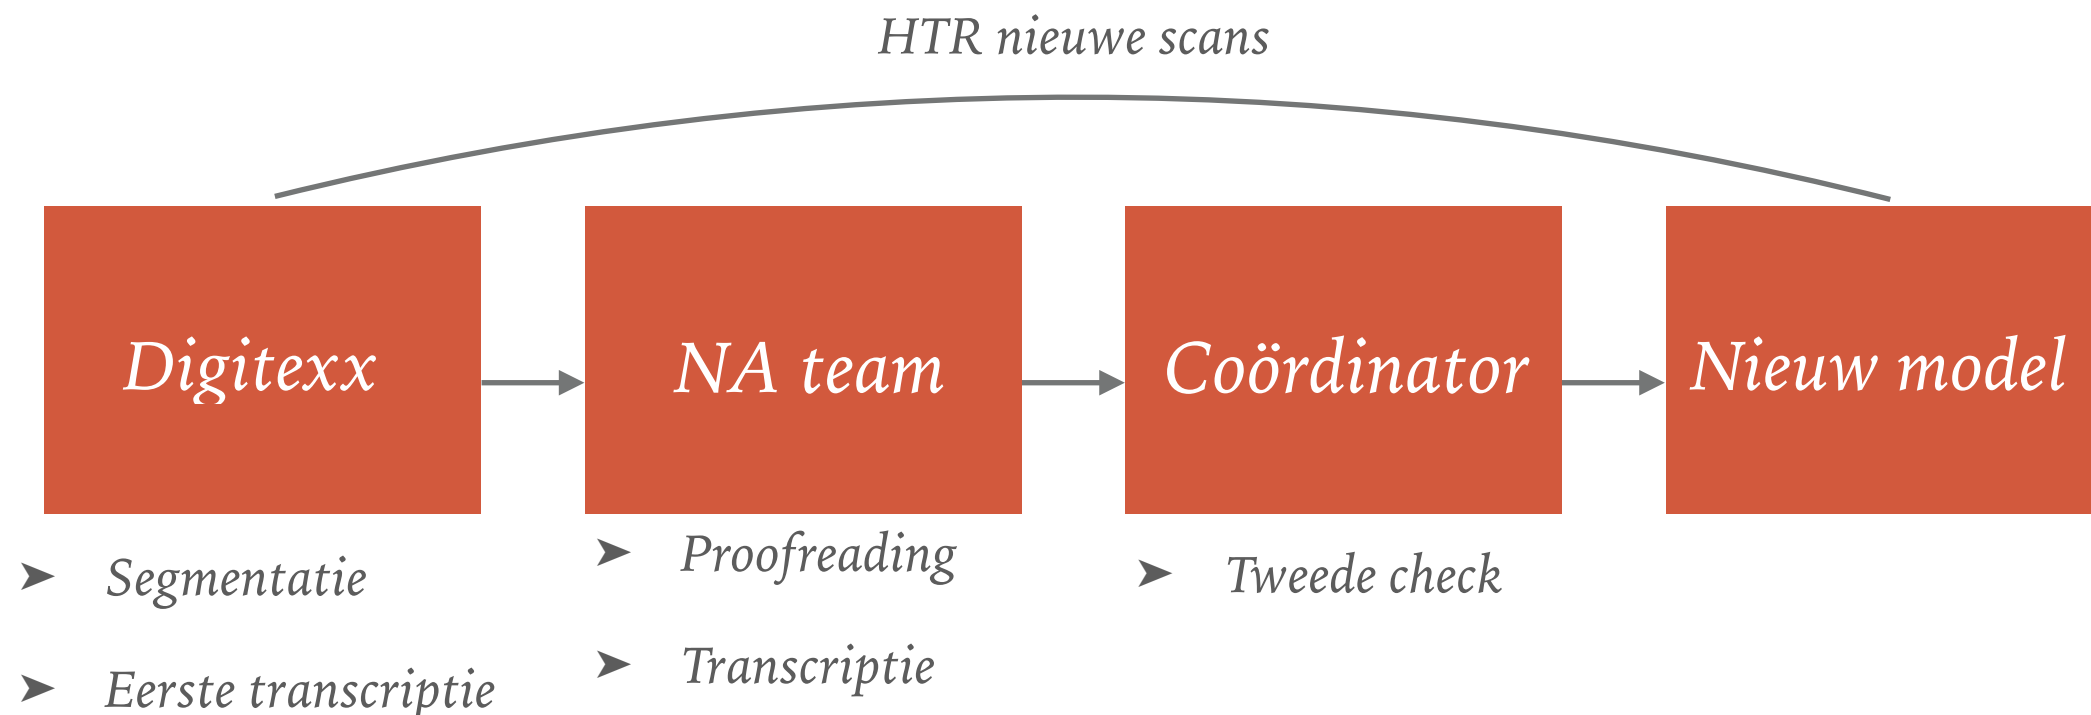 HTR nieuwe scans
Digitexx
NA team
Coördinator
Nieuw model
➤ Segmentatie
➤ Eerste transcriptie
➤ Proofreading
➤ Transcriptie
➤ Tweede check